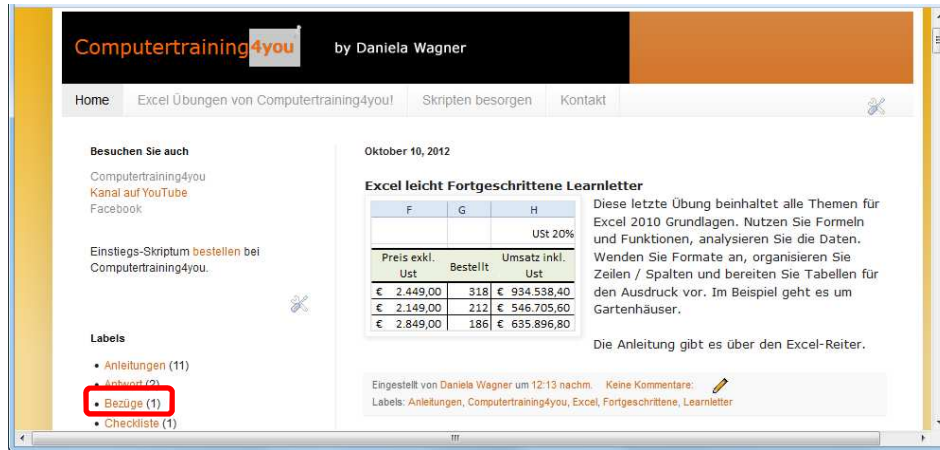 Computertraining4you by Daniela Wagner
Home Excel Übungen von Computertraining4you! Skripten besorgen Kontakt
Besuchen Sie auch
Computertraining4you
Kanal auf YouTube
Facebook
Einstiegs-Skriptum bestellen bei
Computertraining4you.
Labels
• Anleitungen (11)
• Antwort (2)
• Bezüge (1)
• Checkliste (1)
Oktober 10, 2012
Excel leicht Fortgeschrittene Learnletter
F G H
USt 20%
Preis exkl. Ust Bestellt Umsatz inkl. Ust
€ 2.449,00 318 € 934.538,40
€ 2.149,00 212 € 546.705,60
€ 2.849,00 186 € 635.896,80
Diese letzte Übung beinhaltet alle Themen für
Excel 2010 Grundlagen. Nutzen Sie Formeln
und Funktionen, analysieren Sie die Daten.
Wenden Sie Formate an, organisieren Sie
Zeilen / Spalten und bereiten Sie Tabellen für
den Ausdruck vor. Im Beispiel geht es um
Gartenhäuser.
Die Anleitung gibt es über den Excel-Reiter.
Eingestellt von Daniela Wagner um 12:13 nachm. Keine Kommentare:
Labels: Anleitungen, Computertraining4you, Excel, Fortgeschrittene, Learnletter